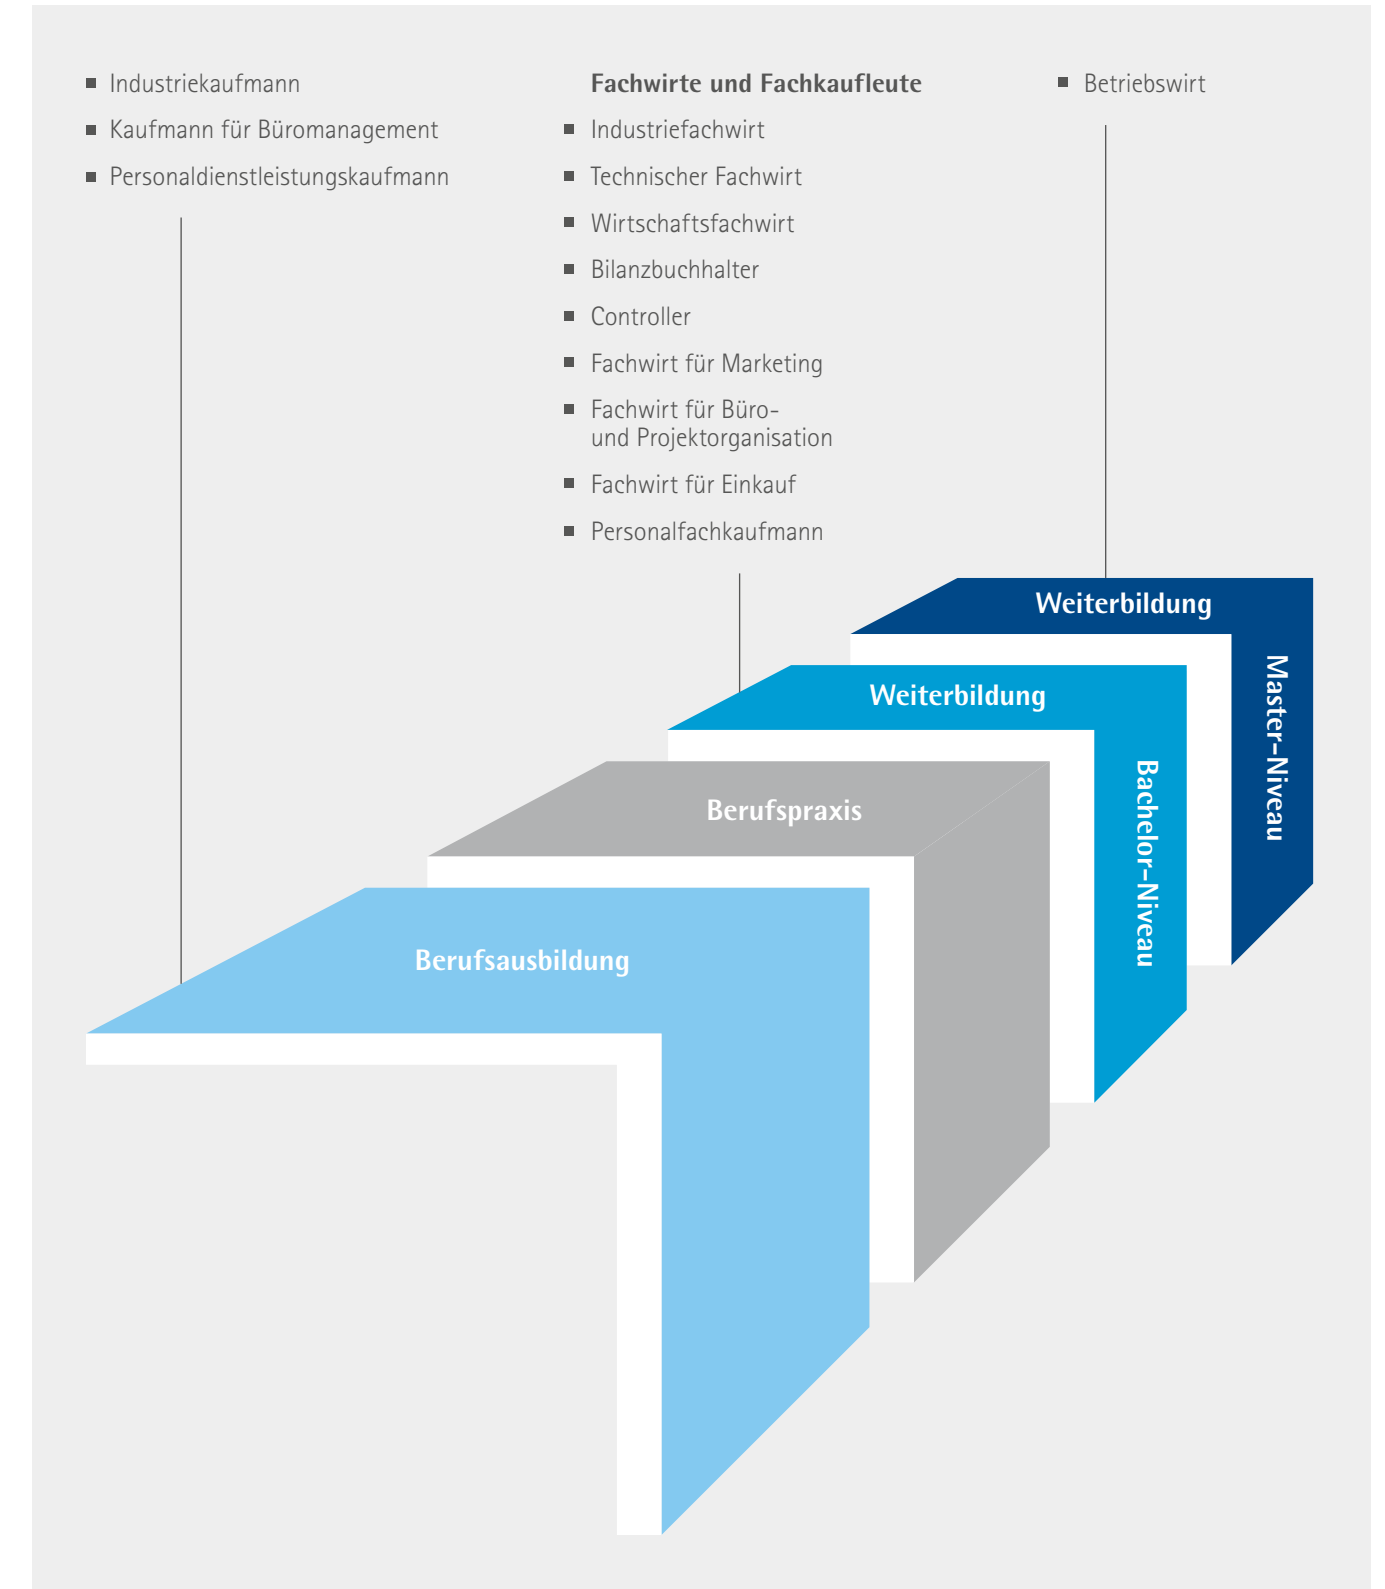 Industriekaufmann
Kaufmann für Büromanagement
Personaldienstleistungskaufmann
Fachwirte und Fachkaufleute
Industriefachwirt
Technischer Fachwirt
Wirtschaftsfachwirt
Bilanzbuchhalter
Controller
Fachwirt für Marketing
Fachwirt für Büro-
und Projektorganisation
Fachwirt für Einkauf
Personalfachkaufmann
Betriebswirt
Weiterbildung
Master-Niveau
Weiterbildung
Bachelor-Niveau
Berufspraxis
Berufsausbildung